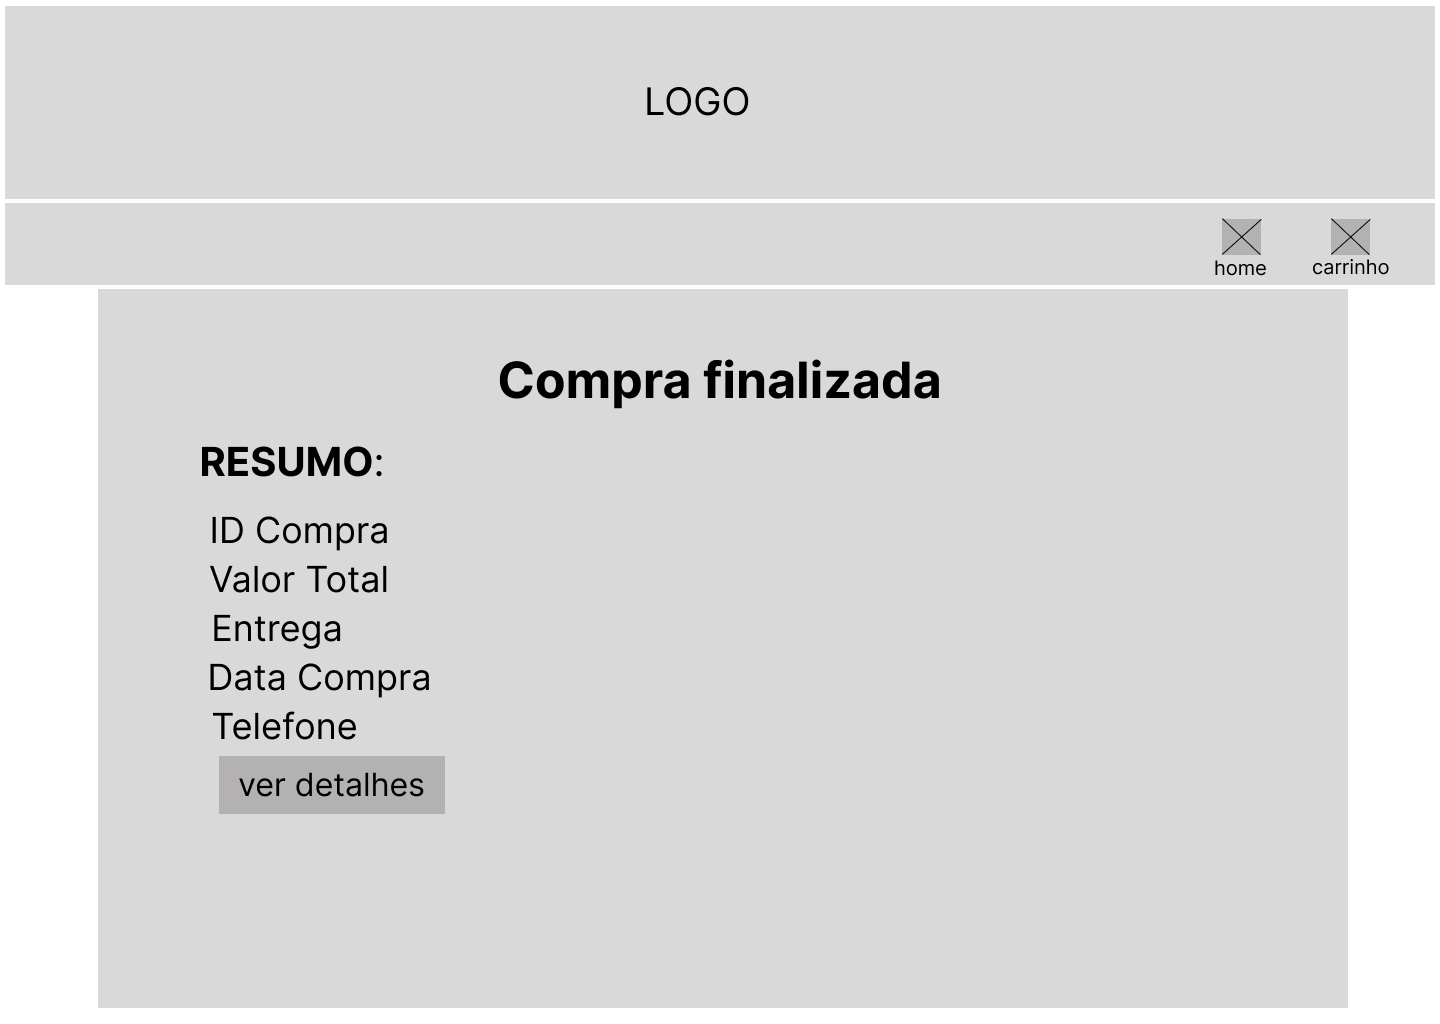 LOGO
home
carrinho
Compra finalizada
RESUMO:
ID Compra
Valor Total
Entrega
Data Compra
Telefone
ver detalhes